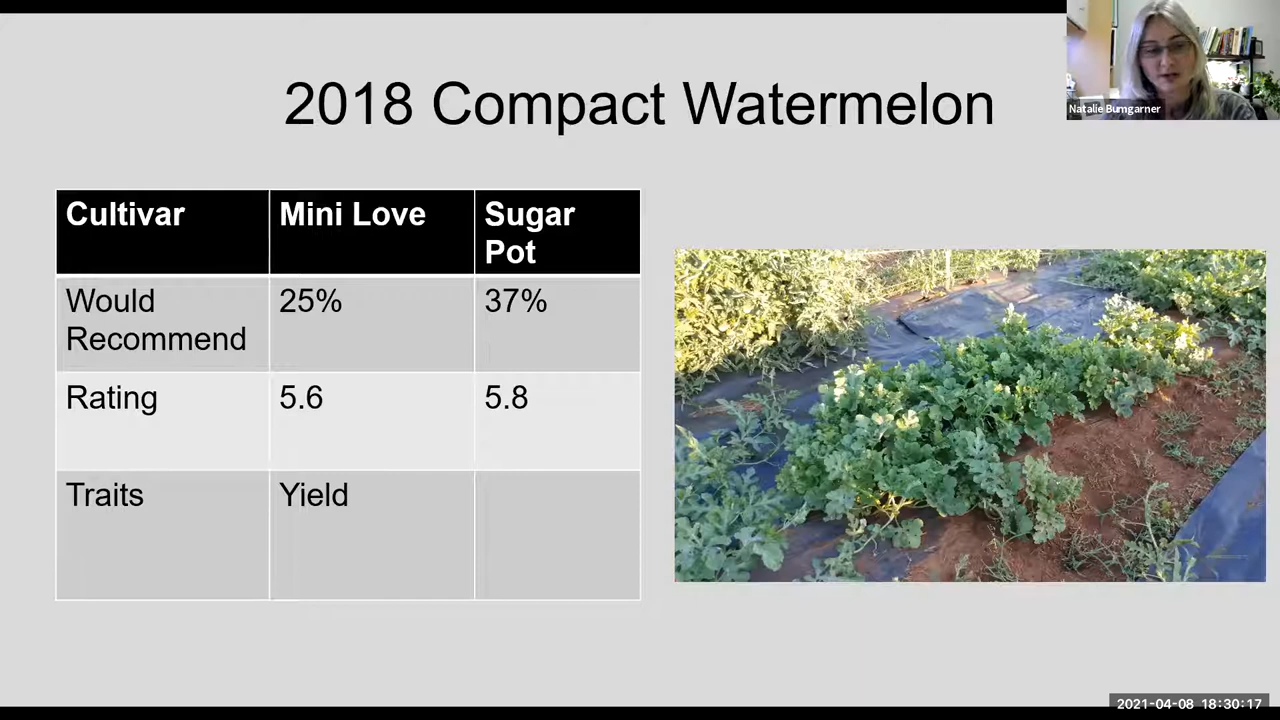 2018 Compact Watermelon
Natalie Bumgarner
Cultivar
Mini Love
Sugar
Pot
Would
Recommend
25%
37%
Rating
5.6
5.8
Traits
Yield
2021-04-08 18:30:17